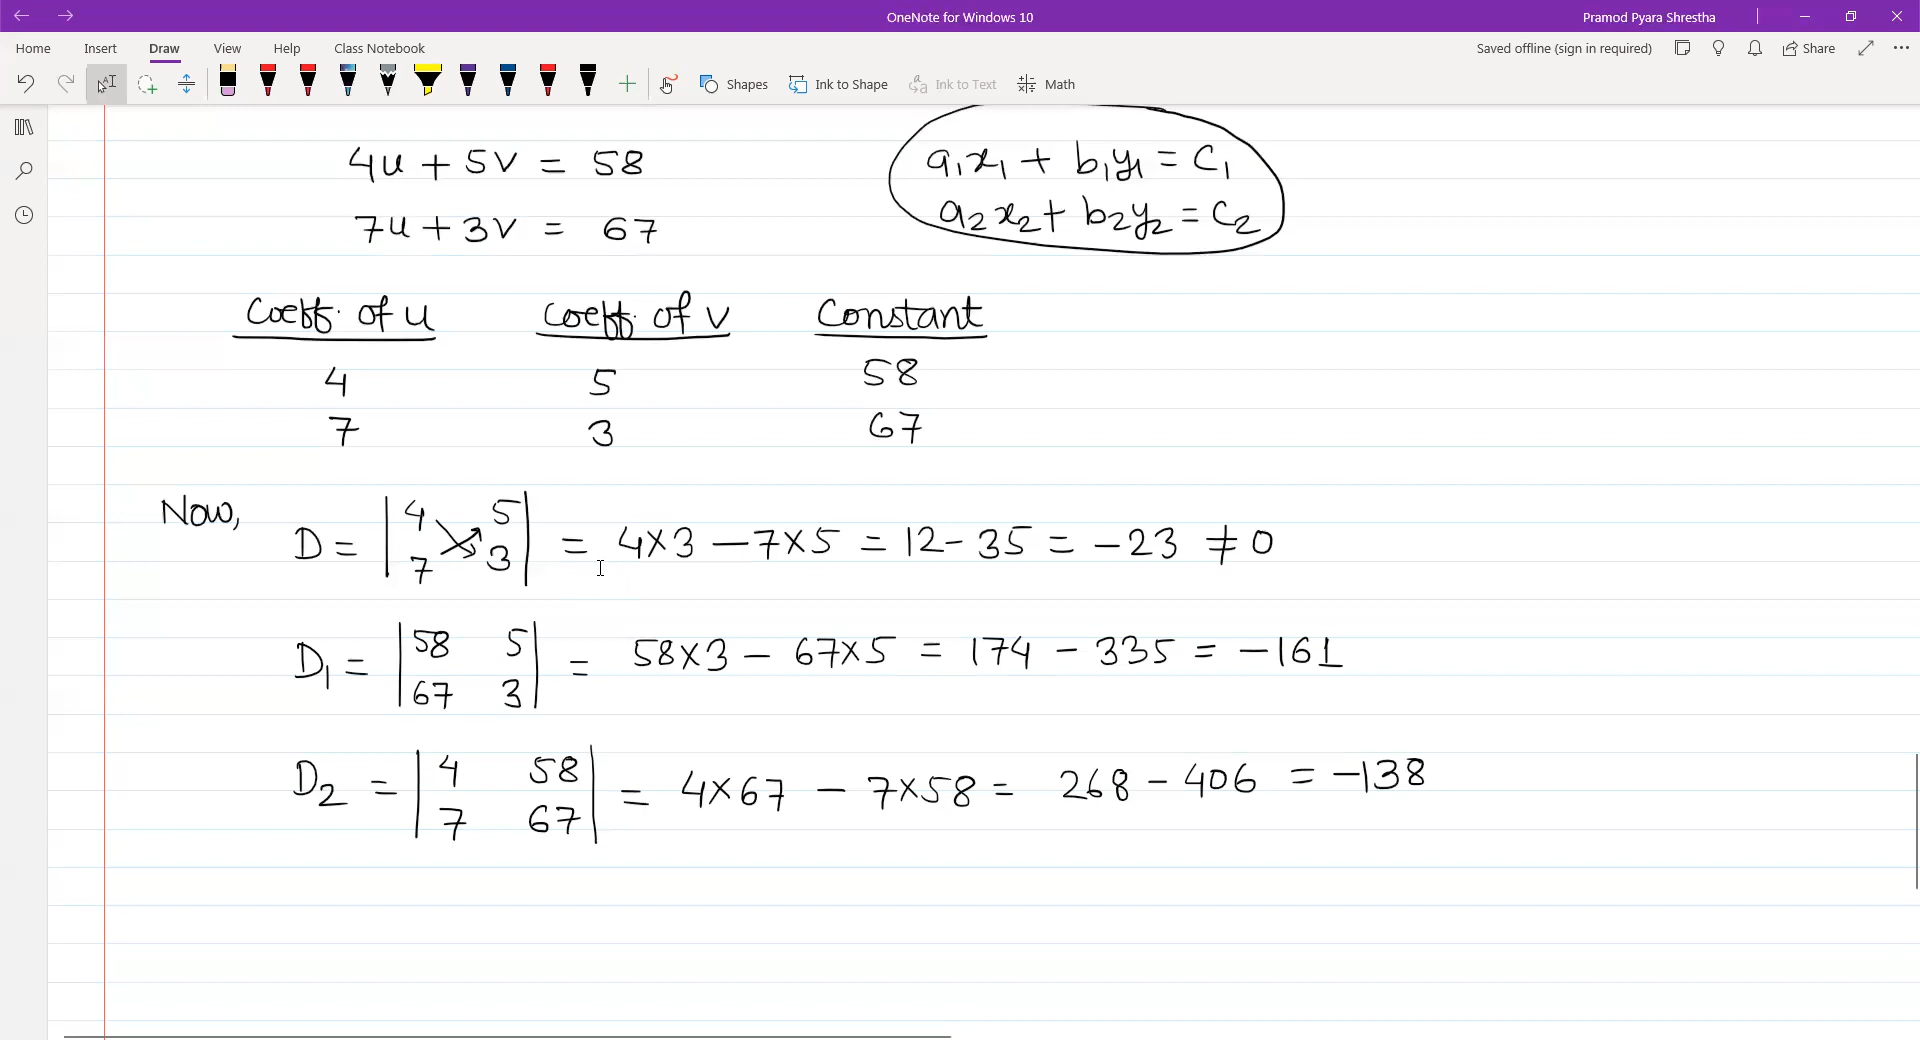 OneNote for Windows 10
Pramod Pyara Shrestha
Home Insert Draw View Help Class Notebook
Saved offline (sign in required) Share
Shapes Ink to Shape Ink to Text Math
4u + 5v = 58
7u + 3v = 67
a₁x₁ + b₁y₁ = c₁
a₂x₂ + b₂y₂ = c₂
Coeff. of u coeff. of v Constant
4 5 58
7 3 67
Now,
D = | 4 5 | = 4×3 − 7×5 = 12 − 35 = −23 ≠ 0
| 7 3 |
D₁ = | 58 5 | = 58×3 − 67×5 = 174 − 335 = −161
| 67 3 |
D₂ = | 4 58 | = 4×67 − 7×58 = 268 − 406 = −138
| 7 67 |